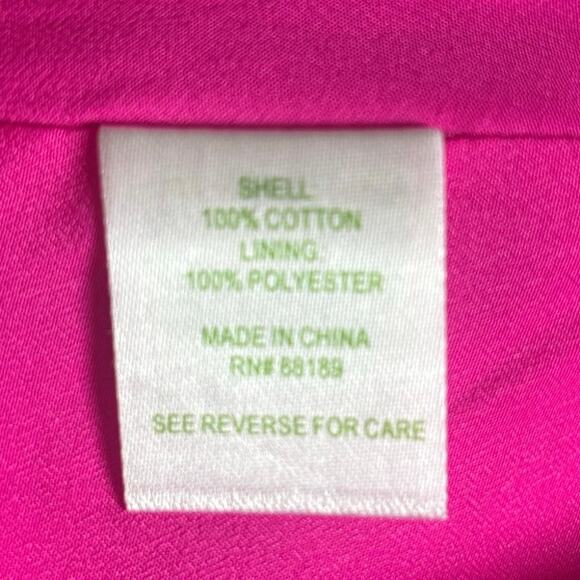 SHELL
100% COTTON
LINING
100% POLYESTER
MADE IN CHINA
RN# 88189
SEE REVERSE FOR CARE